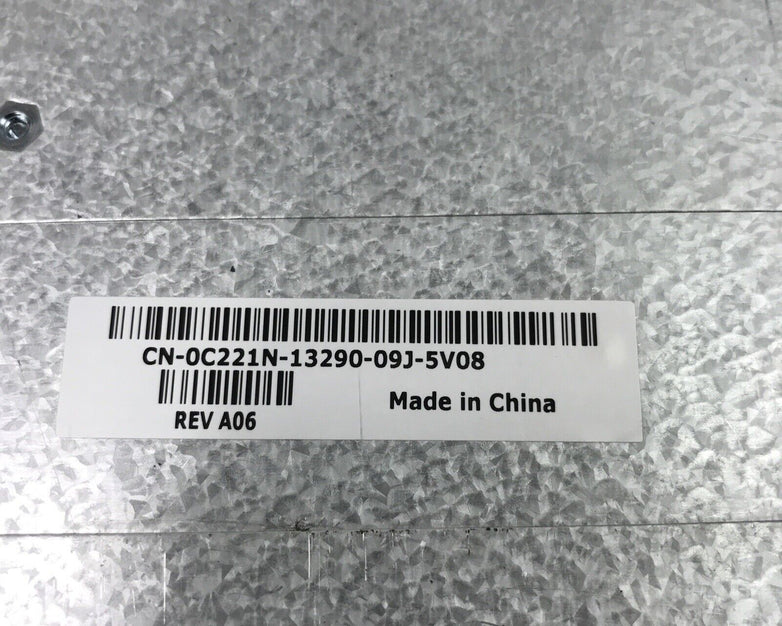 CN-0C221N-13290-09J-5V08
REV A06
Made in China